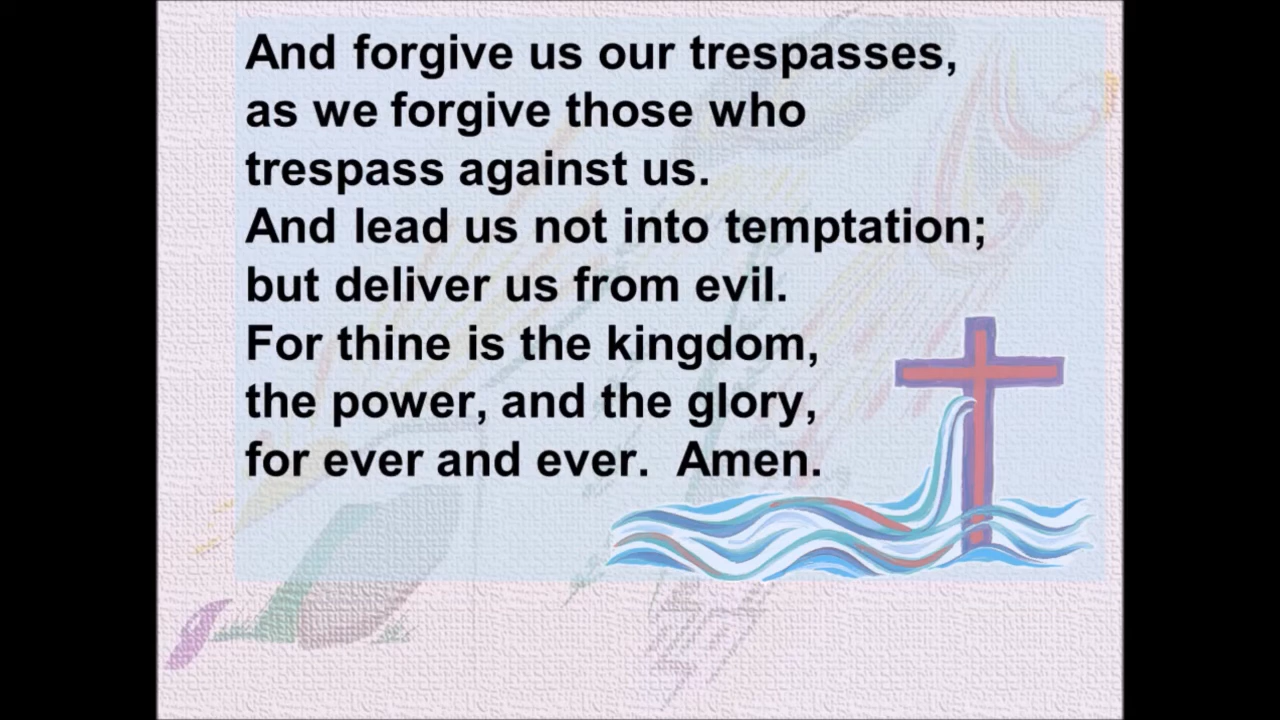 And forgive us our trespasses,
as we forgive those who
trespass against us.
And lead us not into temptation;
but deliver us from evil.
For thine is the kingdom,
the power, and the glory,
for ever and ever.  Amen.